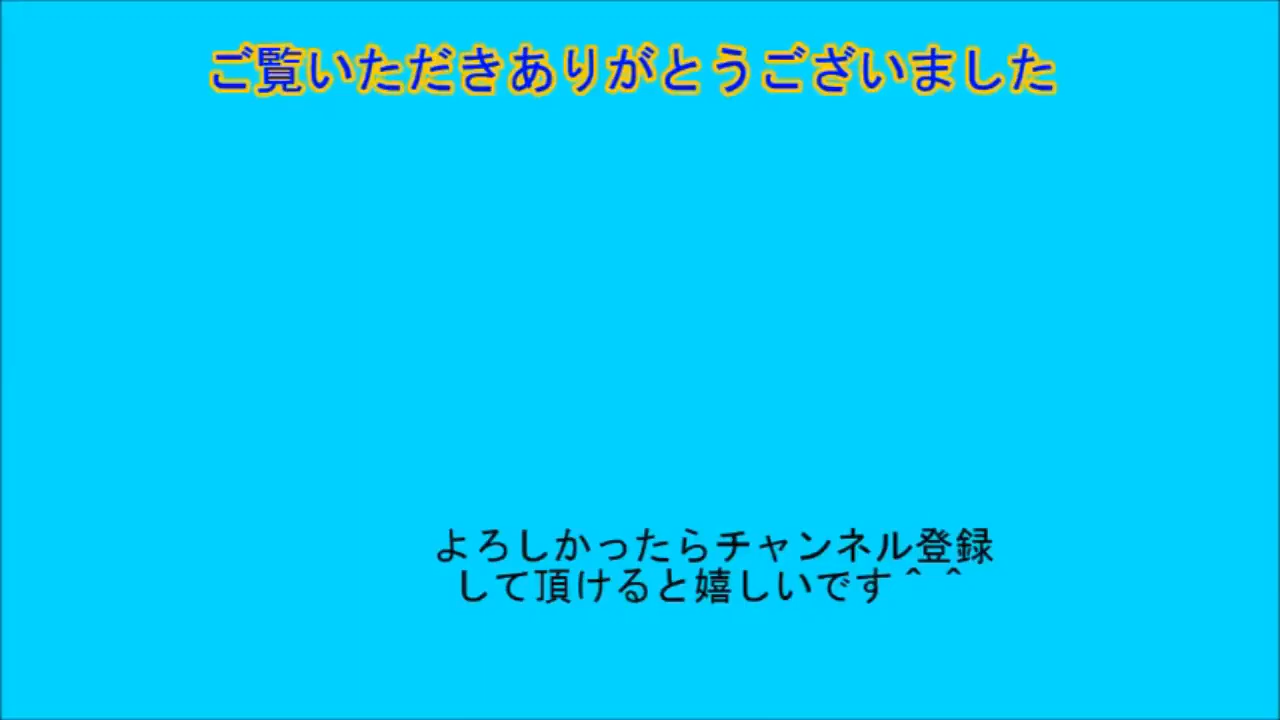 ご覧いただきありがとうございました
よろしかったらチャンネル登録
して頂けると嬉しいです＾＾